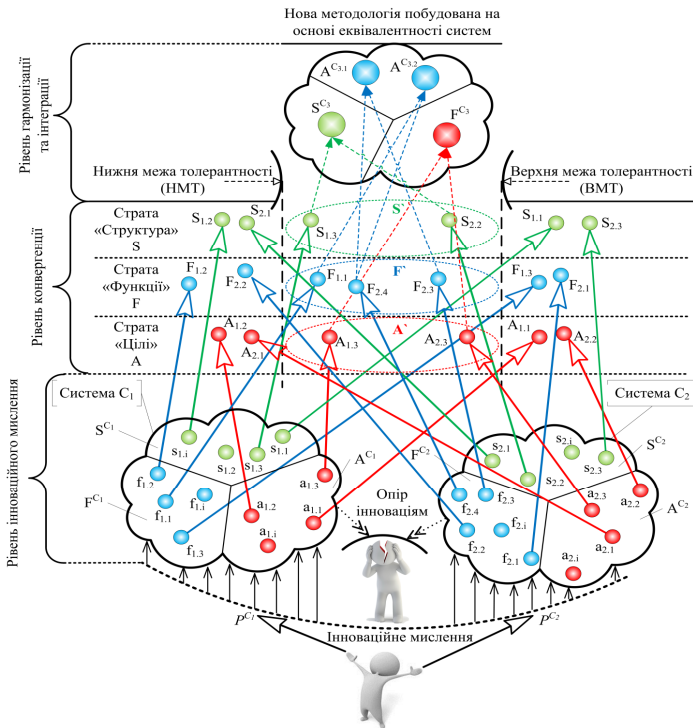 Нова методологія побудована на
основі еквівалентності систем
A^C3.1
A^C3.2
S^C3
F^C3
Рівень гармонізації
та інтеграції
Нижня межа толерантності
(НМТ)
Верхня межа толерантності
(ВМТ)
Рівень конвергенції
Страта
«Структура»
S
S1.2
S2.1
S1.3
S`
S2.2
S1.1
S2.3
Страта
«Функції»
F
F1.2
F2.2
F1.1
F2.4
F`
F2.3
F1.3
F2.1
Страта
«Цілі»
A
A1.2
A2.1
A1.3
A`
A2.3
A1.1
A2.2
Рівень інноваційного мислення
Система C1
Система C2
S^C1
s1.i
s1.2
s1.3
s1.1
A^C1
F^C1
f1.2
f1.1
f1.i
f1.3
a1.2
a1.3
a1.1
a1.i
Опір
інноваціям
F^C2
s2.1
s2.2
s2.i
s2.3
S^C2
f2.4
f2.3
f2.2
f2.i
f2.1
a2.3
a2.2
a2.1
a2.i
A^C2
P^C1
Інноваційне мислення
P^C2